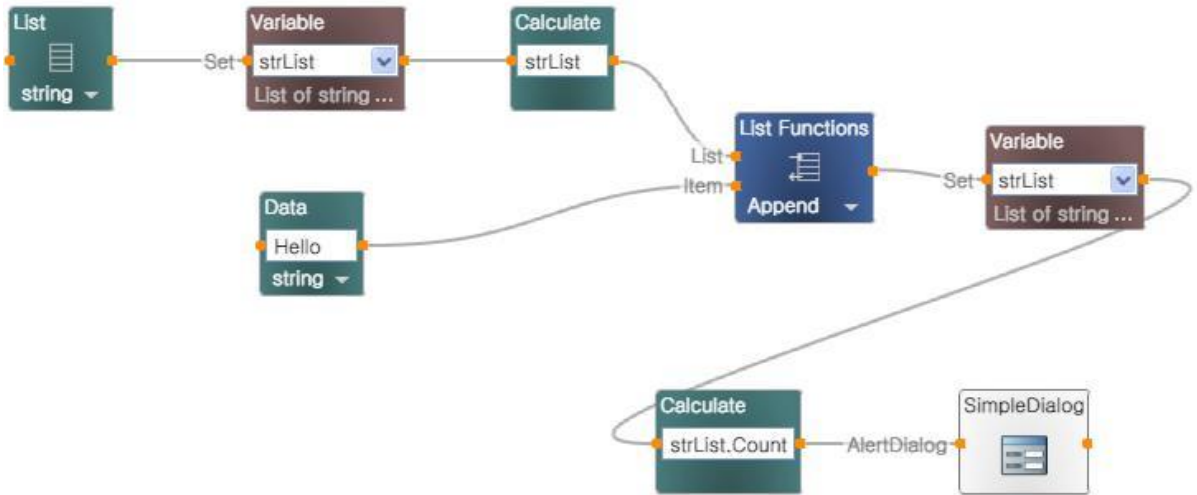 List
string
Set
Variable
strList
List of string ...
Calculate
strList
Data
Hello
string
List
Item
List Functions
Append
Set
Variable
strList
List of string ...
Calculate
strList.Count
AlertDialog
SimpleDialog